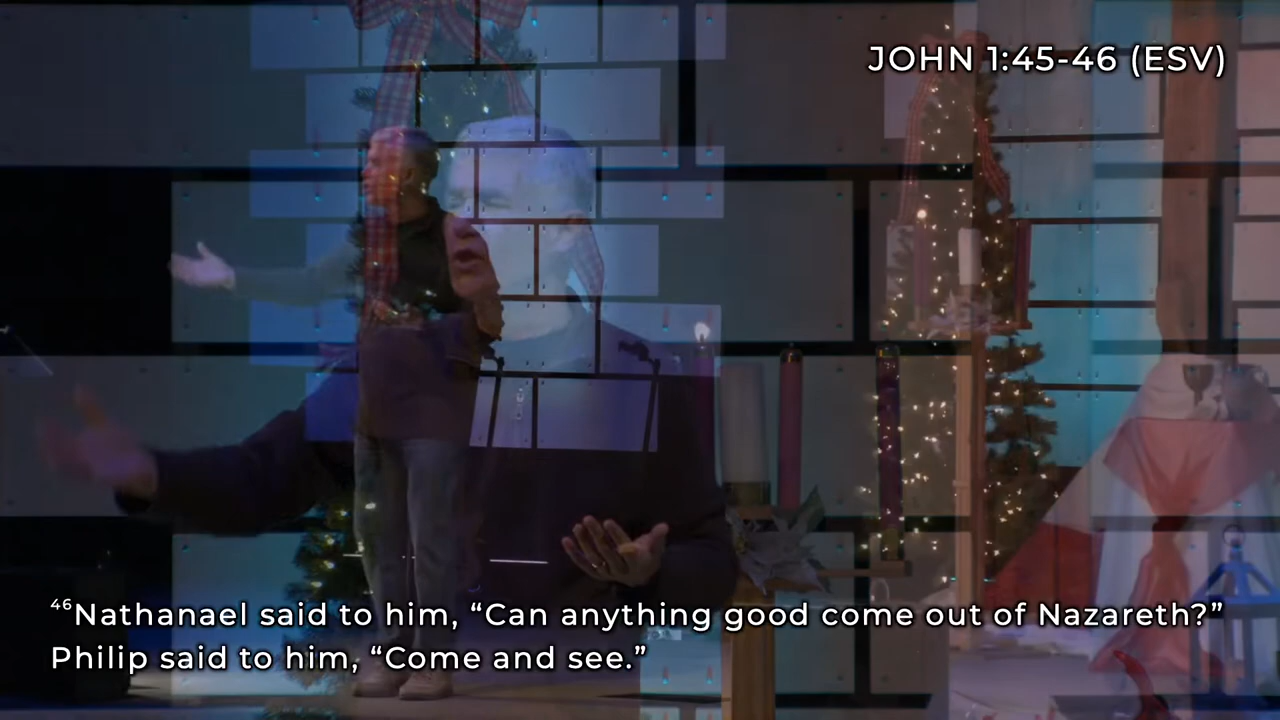 JOHN 1:45-46 (ESV)
⁴⁶Nathanael said to him, “Can anything good come out of Nazareth?”
Philip said to him, “Come and see.”